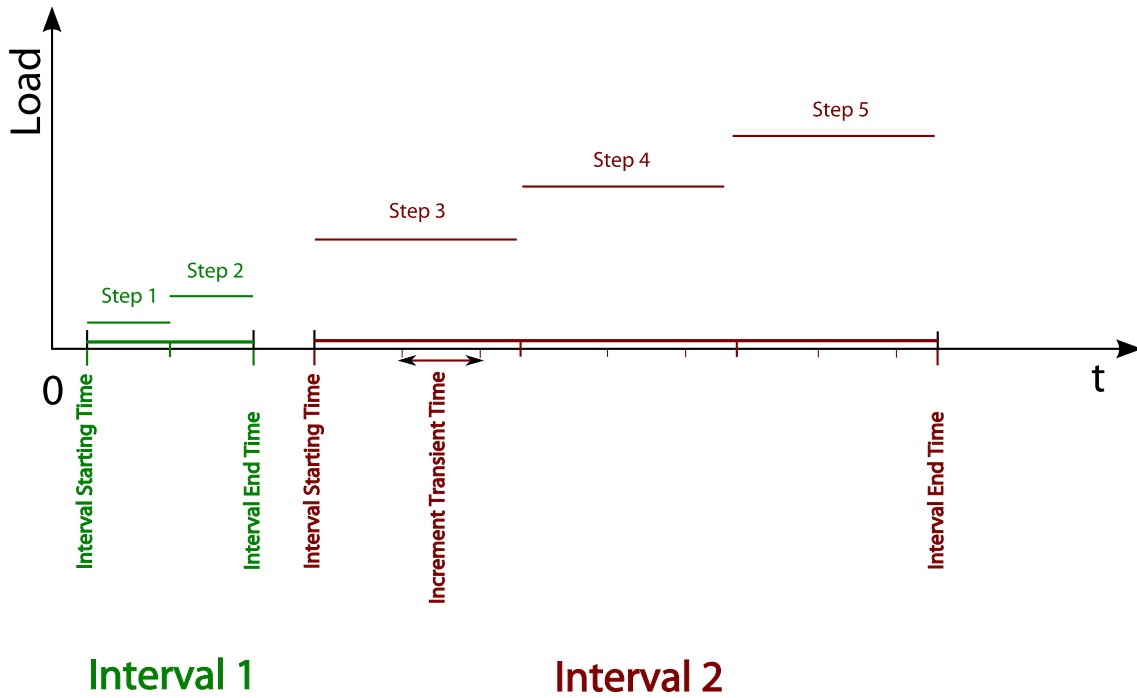 Load
Step 5
Step 4
Step 3
Step 2
Step 1
0
t
Interval Starting Time
Interval End Time
Interval Starting Time
Increment Transient Time
Interval End Time
Interval 1
Interval 2